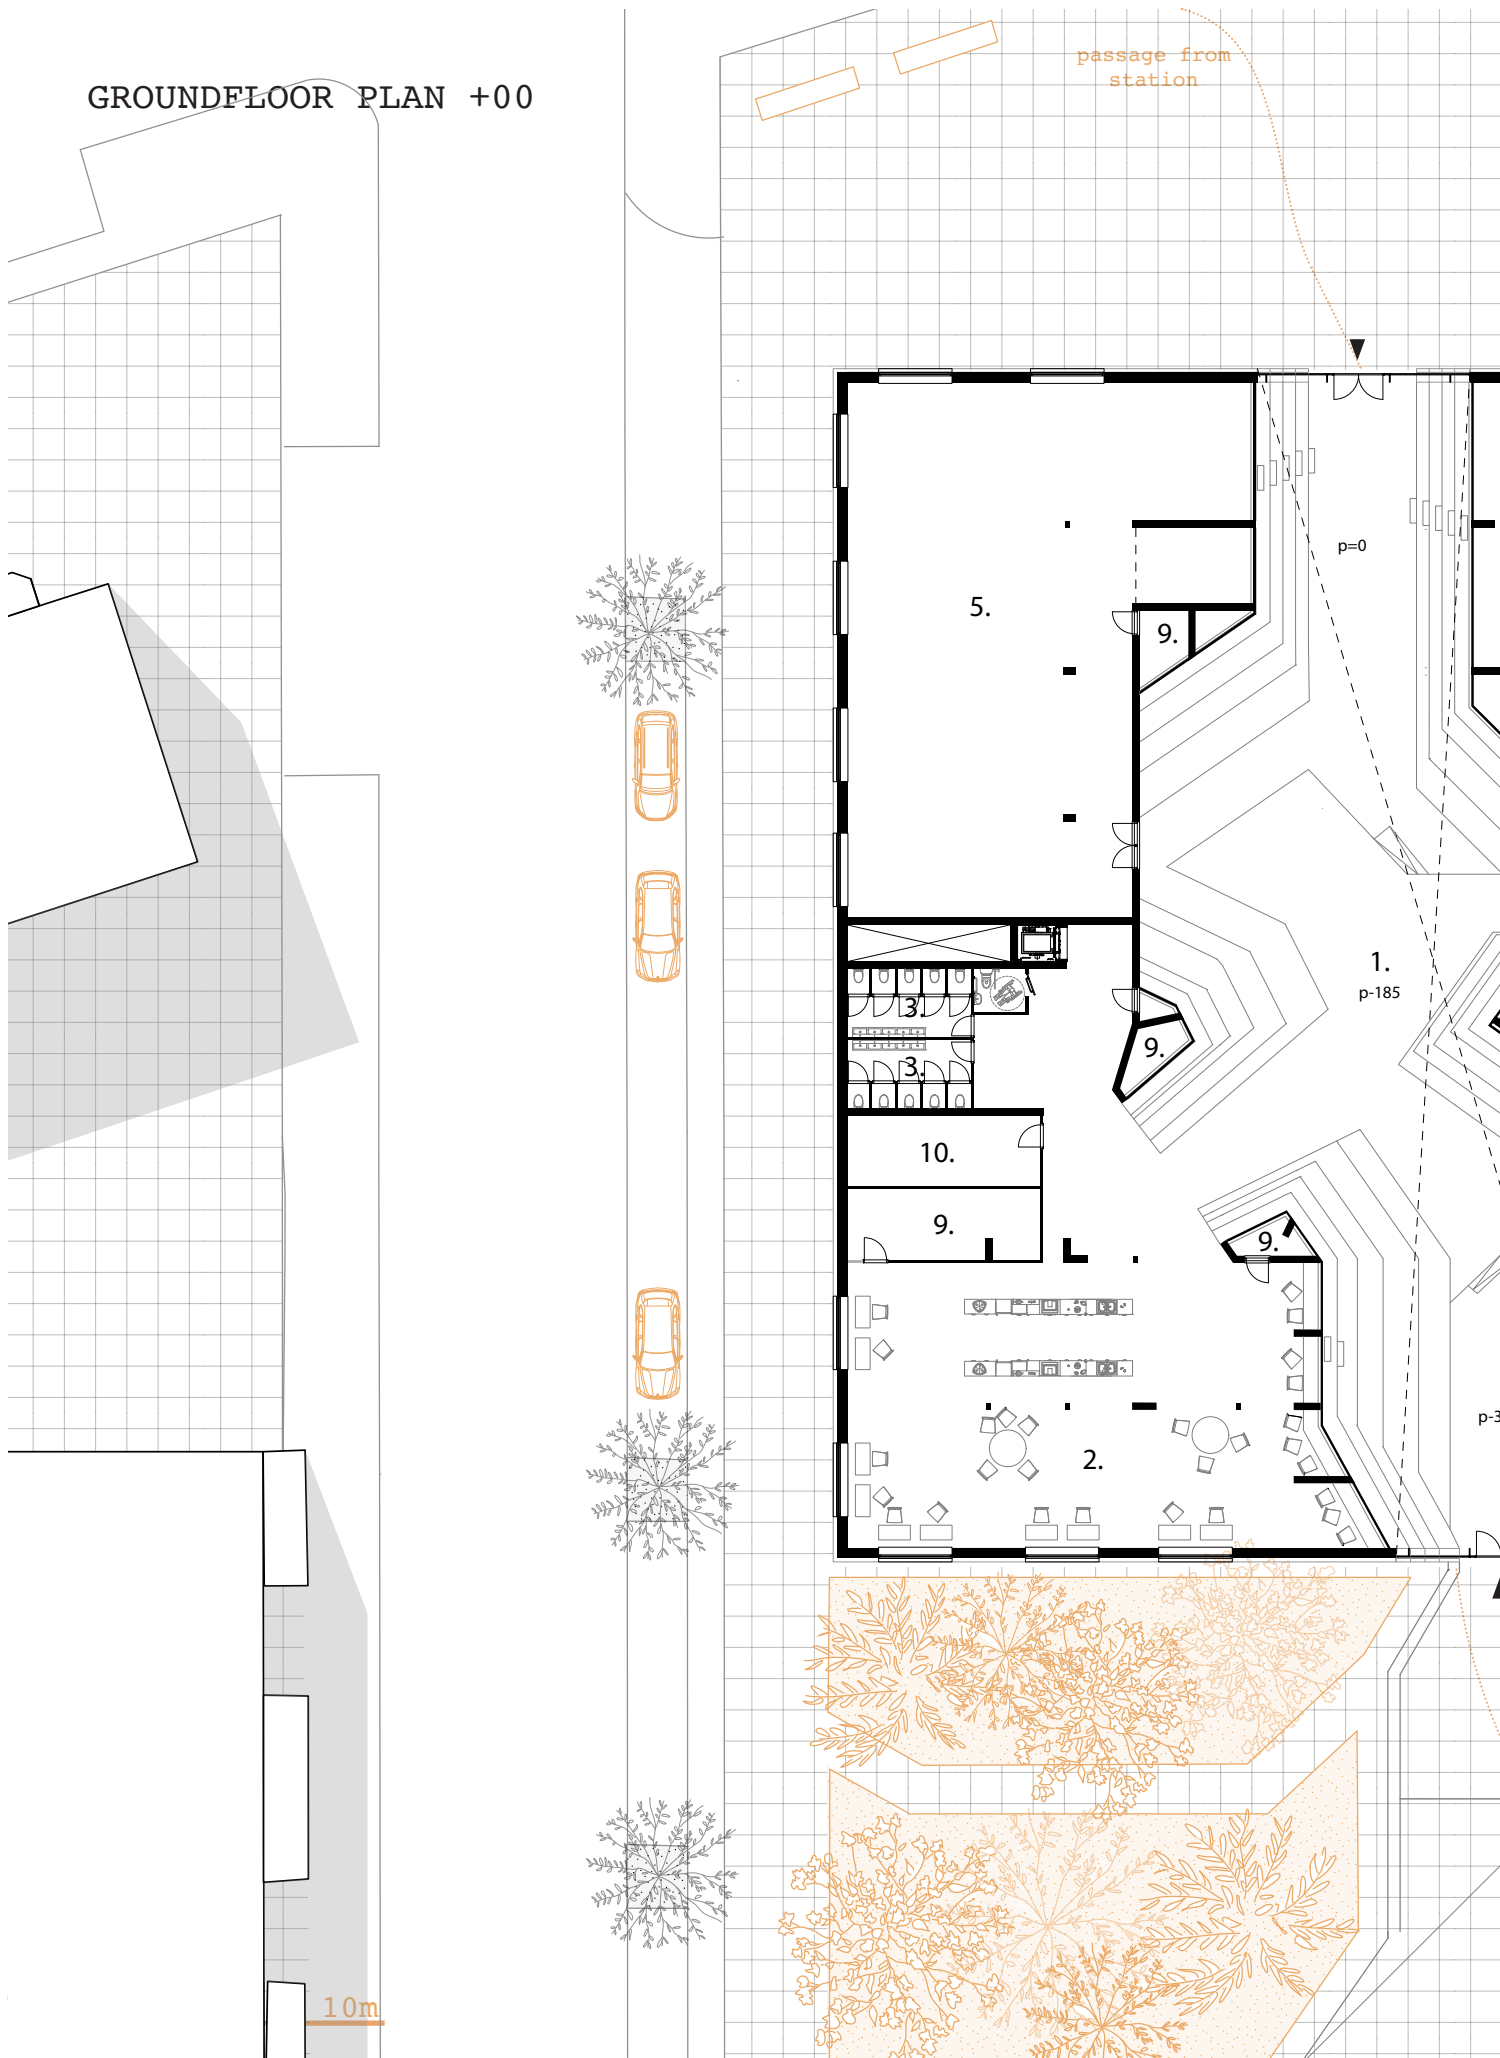 passage from
station
GROUNDFLOOR PLAN +00
p=0
5.
9.
1.
p-185
3.
9.
3.
10.
9.
9.
p-3
2.
10m